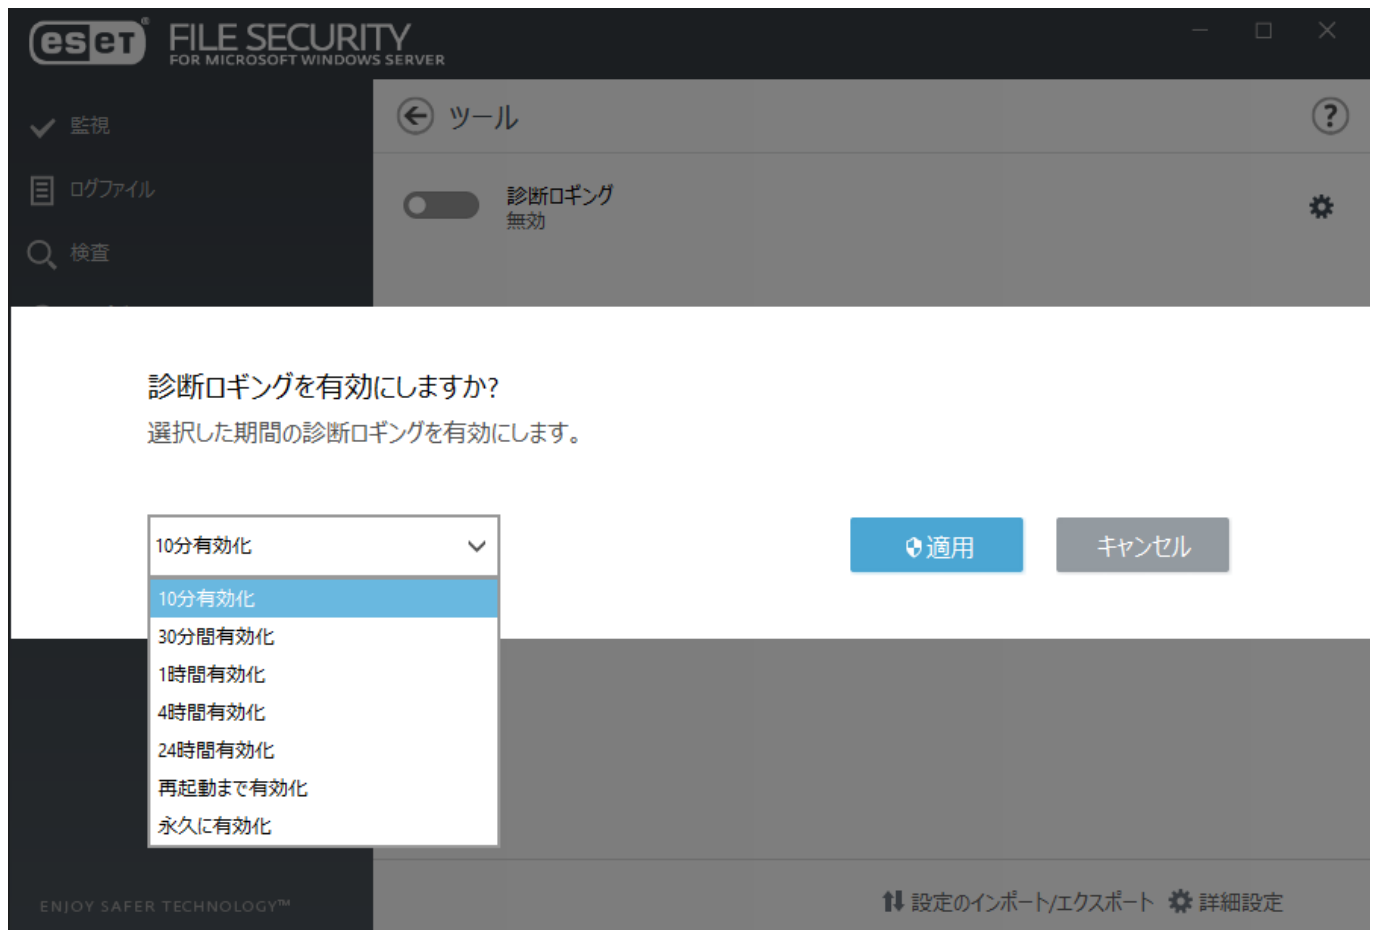 eset® FILE SECURITY
FOR MICROSOFT WINDOWS SERVER
監視
ログファイル
検査
ツール
?
診断ロギング
無効
診断ロギングを有効にしますか?
選択した期間の診断ロギングを有効にします。
10分有効化
適用
キャンセル
10分有効化
30分間有効化
1時間有効化
4時間有効化
24時間有効化
再起動まで有効化
永久に有効化
ENJOY SAFER TECHNOLOGY™
設定のインポート/エクスポート 詳細設定